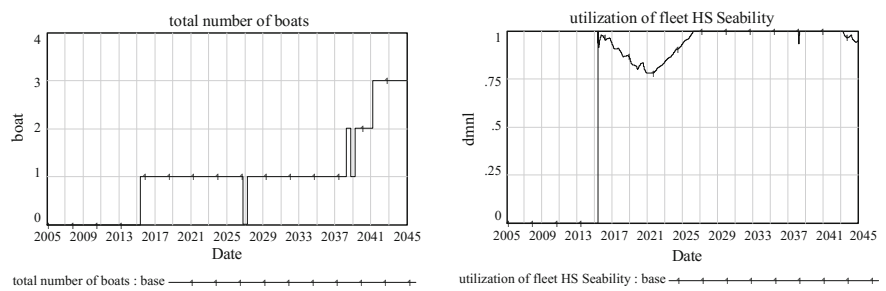 total number of boats
4
3
2
1
0
boat
2005 2009 2013 2017 2021 2025 2029 2033 2037 2041 2045
Date
total number of boats : base
utilization of fleet HS Seability
1
.75
.5
.25
0
dmnl
2005 2009 2013 2017 2021 2025 2029 2033 2037 2041 2045
Date
utilization of fleet HS Seability : base